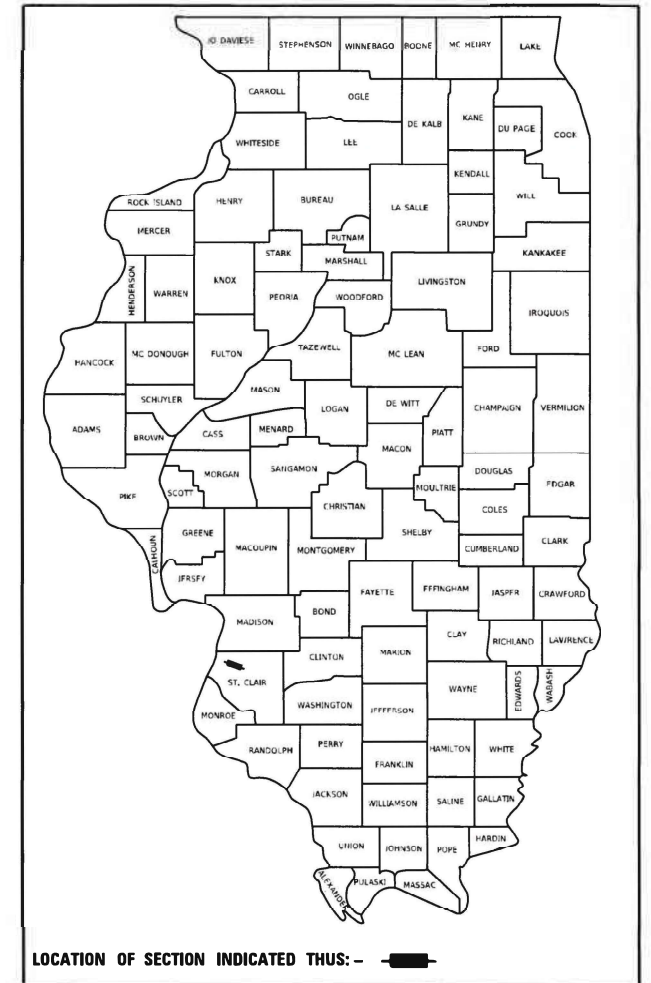 JO DAVIESE STEPHENSON WINNEBAGO BOONE MC HENRY LAKE
CARROLL OGLE DE KALB KANE DU PAGE COOK
WHITESIDE LEE
KENDALL
ROCK ISLAND HENRY BUREAU LA SALLE WILL
MERCER PUTNAM GRUNDY
STARK MARSHALL KANKAKEE
HENDERSON WARREN KNOX PEORIA WOODFORD LIVINGSTON
IROQUOIS
HANCOCK MC DONOUGH FULTON TAZEWELL MC LEAN FORD
SCHUYLER MASON LOGAN DE WITT CHAMPAIGN VERMILION
ADAMS BROWN CASS MENARD MACON PIATT
MORGAN SANGAMON DOUGLAS
PIKE SCOTT CHRISTIAN MOULTRIE EDGAR
COLES
CALHOUN GREENE MACOUPIN MONTGOMERY SHELBY CUMBERLAND CLARK
JERSEY FAYETTE EFFINGHAM JASPER CRAWFORD
MADISON BOND
CLAY RICHLAND LAWRENCE
CLINTON MARION
ST. CLAIR WAYNE EDWARDS WABASH
MONROE WASHINGTON JEFFERSON
RANDOLPH PERRY HAMILTON WHITE
FRANKLIN
JACKSON WILLIAMSON SALINE GALLATIN
UNION JOHNSON POPE HARDIN
ALEXANDER PULASKI MASSAC
LOCATION OF SECTION INDICATED THUS: –